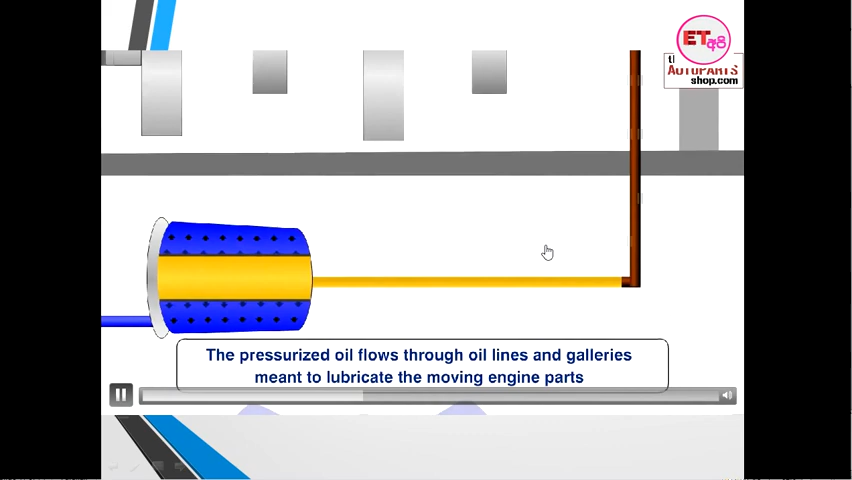 ETඅපි
AUTOPARTS
shop.com
The pressurized oil flows through oil lines and galleries
meant to lubricate the moving engine parts